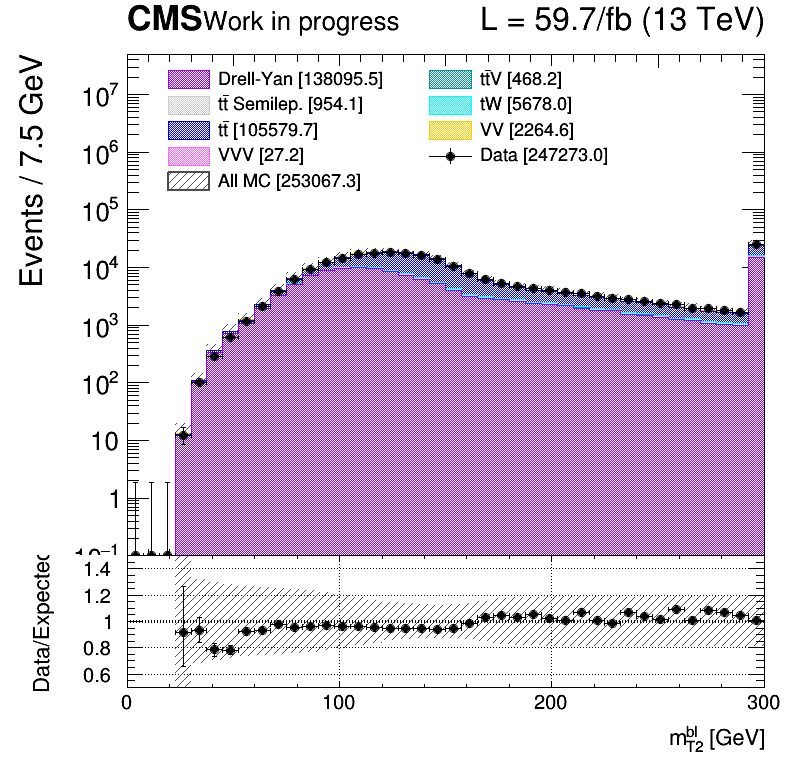 CMS Work in progress L = 59.7/fb (13 TeV)
Events / 7.5 GeV
Drell-Yan [138095.5]
tt̄ Semilep. [954.1]
tt̄ [105579.7]
VVV [27.2]
All MC [253067.3]
tt̄V [468.2]
tW [5678.0]
VV [2264.6]
Data [247273.0]
10⁷
10⁶
10⁵
10⁴
10³
10²
10
1
10⁻¹
Data/Expected
1.4
1.2
1
0.8
0.6
0 100 200 300
m_T2^bl [GeV]